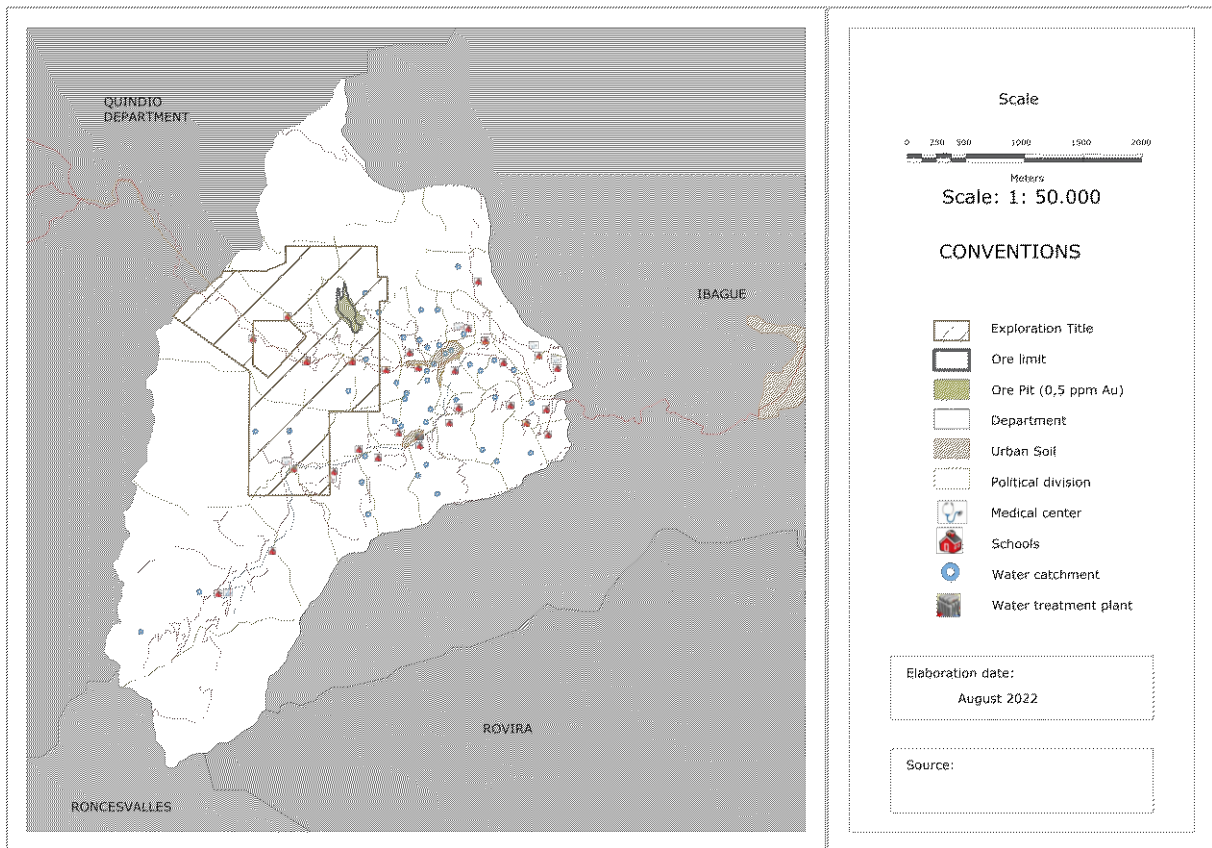 QUINDIO
DEPARTMENT
IBAGUE
ROVIRA
RONCESVALLES
Scale
0 250 500 1000 1500 2000
Meters
Scale: 1: 50.000
CONVENTIONS
Exploration Title
Ore limit
Ore Pit (0,5 ppm Au)
Department
Urban Soil
Political division
Medical center
Schools
Water catchment
Water treatment plant
Elaboration date:
August 2022
Source: